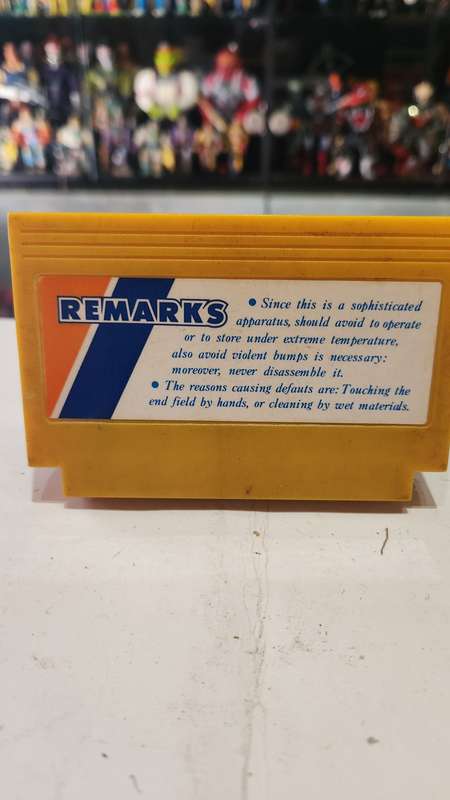 REMARKS
● Since this is a sophisticated
apparatus, should avoid to operate
or to store under extreme temperature,
also avoid violent bumps is necessary:
moreover, never disassemble it.
● The reasons causing defauts are: Touching the
end field by hands, or cleaning by wet materials.